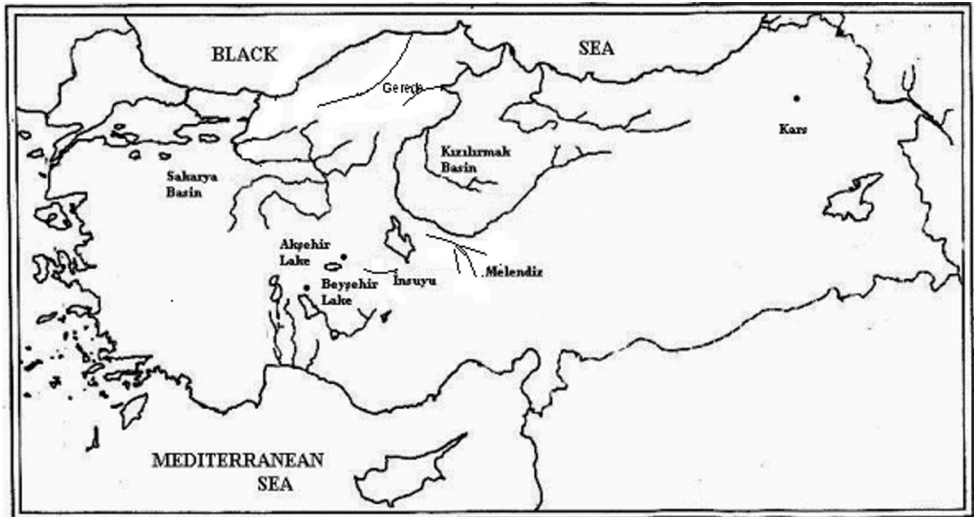 BLACK
SEA
Gerede
Kars
Kızılırmak
Basin
Sakarya
Basin
Akşehir
Lake
Melendiz
İnsuyu
Beyşehir
Lake
MEDITERRANEAN
SEA